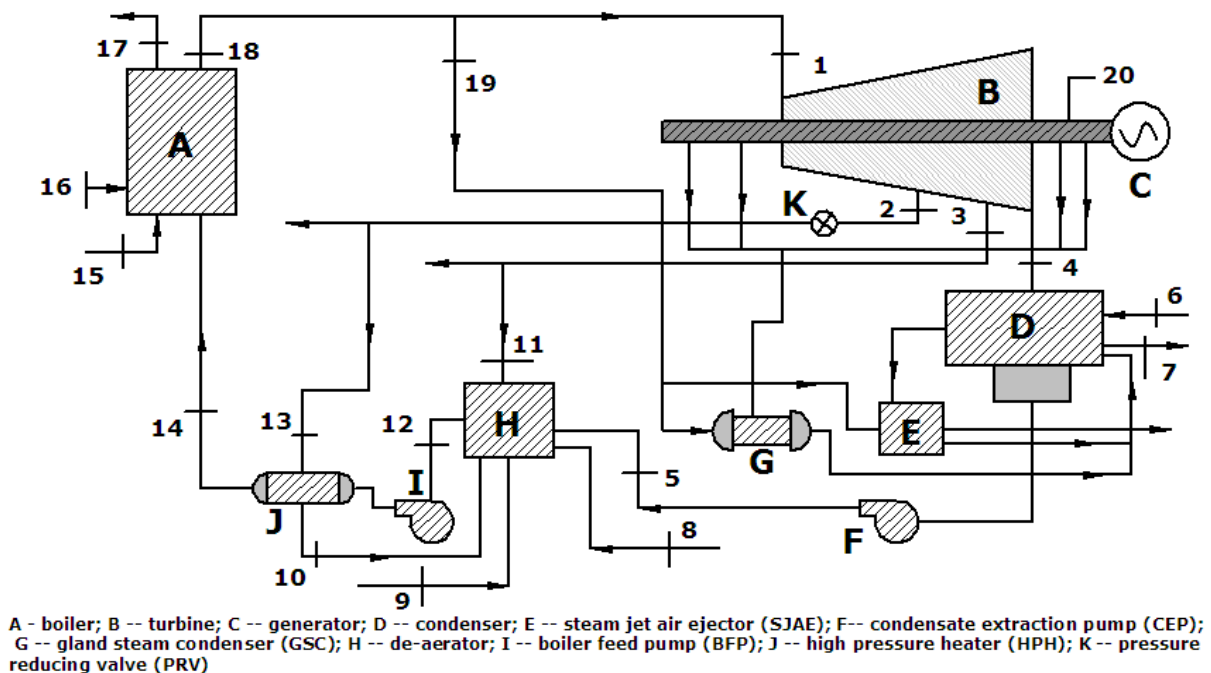 17
18
19
1
B
20
A
C
16
K
2
3
15
4
6
D
7
11
14
13
12
H
E
I
G
5
J
F
8
10
9
A - boiler; B -- turbine; C -- generator; D -- condenser; E -- steam jet air ejector (SJAE); F-- condensate extraction pump (CEP);
G -- gland steam condenser (GSC); H -- de-aerator; I -- boiler feed pump (BFP); J -- high pressure heater (HPH); K -- pressure
reducing valve (PRV)